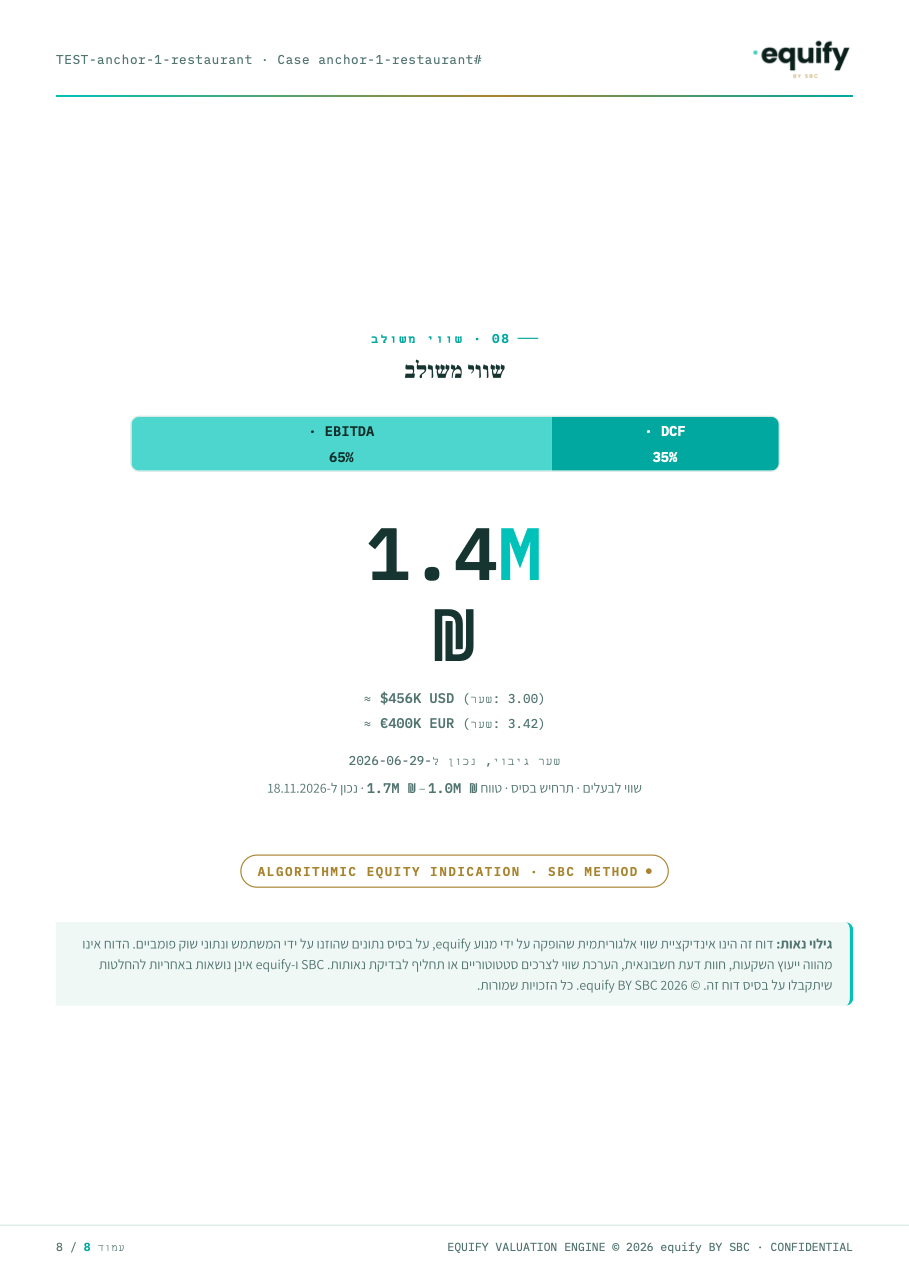 TEST-anchor-1-restaurant · Case anchor-1-restaurant#
equify
BY SBC
08 · שווי משולב
שווי משולב
· EBITDA
65%
· DCF
35%
1.4M
₪
≈ $456K USD (שער: 3.00)
≈ €400K EUR (שער: 3.42)
שער גיבוי, נכון ל-2026-06-29
שווי לבעלים · תרחיש בסיס · טווח ₪ 1.0M – ₪ 1.7M · נכון ל-18.11.2026
ALGORITHMIC EQUITY INDICATION · SBC METHOD
גילוי נאות: דוח זה הינו אינדיקציית שווי אלגוריתמית שהופקה על ידי מנוע equify, על בסיס נתונים שהוזנו על ידי המשתמש ונתוני שוק פומביים. הדוח אינו
מהווה ייעוץ השקעות, חוות דעת חשבונאית, הערכת שווי לצרכים סטטוטוריים או תחליף לבדיקת נאותות. SBC ו-equify אינן נושאות באחריות להחלטות
שיתקבלו על בסיס דוח זה. © 2026 equify BY SBC. כל הזכויות שמורות.
EQUIFY VALUATION ENGINE © 2026 equify BY SBC · CONFIDENTIAL
עמוד 8 / 8